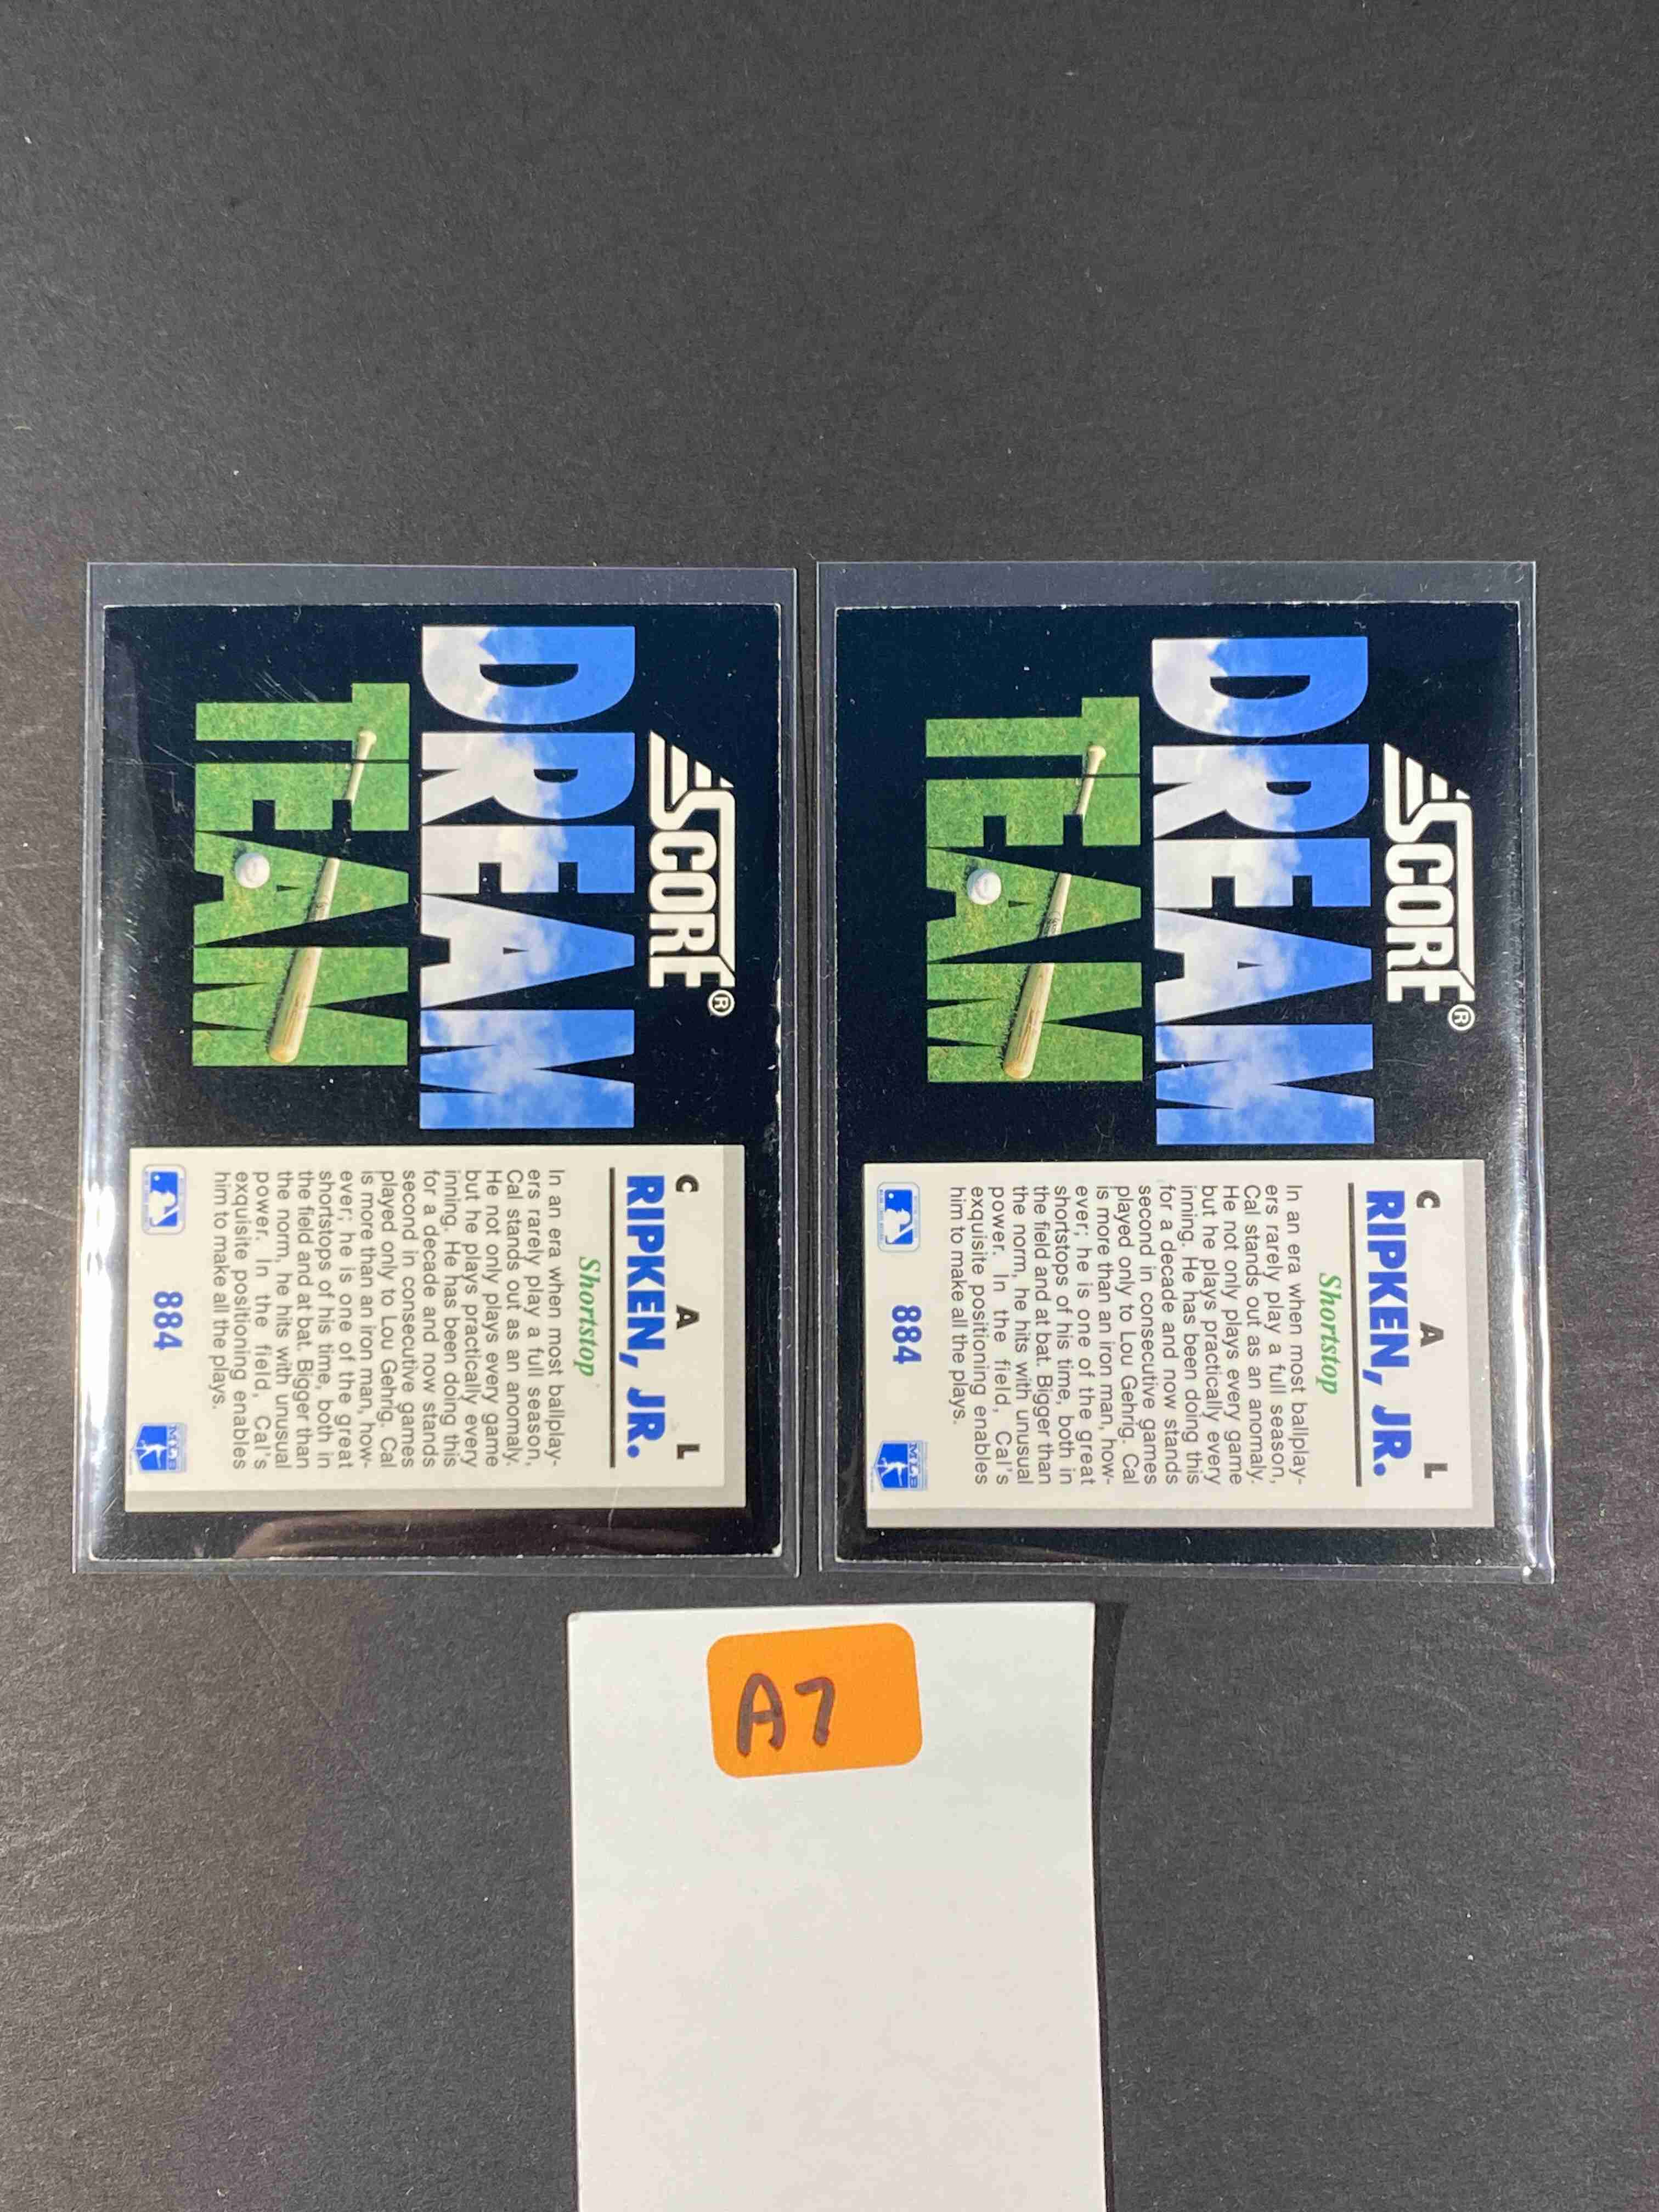 SCORE®
DREAM
TEAM
C A L
RIPKEN, JR.
Shortstop
In an era when most ballplay-
ers rarely play a full season,
Cal stands out as an anomaly.
He not only plays every game
but he plays practically every
inning. He has been doing this
for a decade and now stands
second in consecutive games
played only to Lou Gehrig. Cal
is more than an iron man, how-
ever; he is one of the great
shortstops of his time, both in
the field and at bat. Bigger than
the norm, he hits with unusual
power. In the field, Cal's
exquisite positioning enables
him to make all the plays.
884
MLB
SCORE®
DREAM
TEAM
C A L
RIPKEN, JR.
Shortstop
In an era when most ballplay-
ers rarely play a full season,
Cal stands out as an anomaly.
He not only plays every game
but he plays practically every
inning. He has been doing this
for a decade and now stands
second in consecutive games
played only to Lou Gehrig. Cal
is more than an iron man, how-
ever; he is one of the great
shortstops of his time, both in
the field and at bat. Bigger than
the norm, he hits with unusual
power. In the field, Cal's
exquisite positioning enables
him to make all the plays.
884
MLB
A7